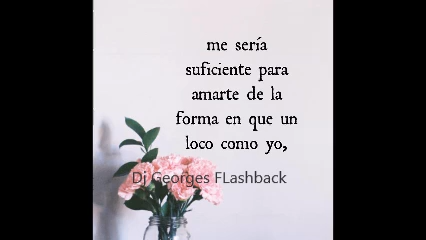 me sería
suficiente para
amarte de la
forma en que un
loco como yo,
Dj Georges FLashback